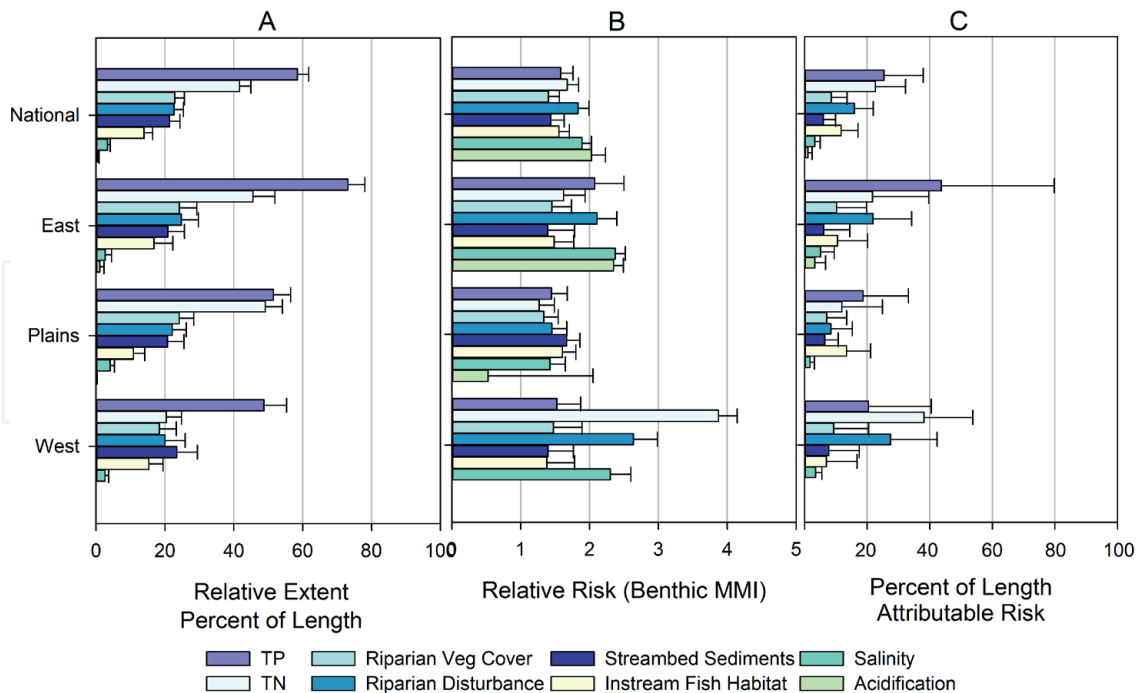 A B C
National
East
Plains
West
0 20 40 60 80 100
0 1 2 3 4 5
20 40 60 80 100
Relative Extent
Percent of Length
Relative Risk (Benthic MMI)
Percent of Length
Attributable Risk
TP Riparian Veg Cover Streambed Sediments Salinity
TN Riparian Disturbance Instream Fish Habitat Acidification